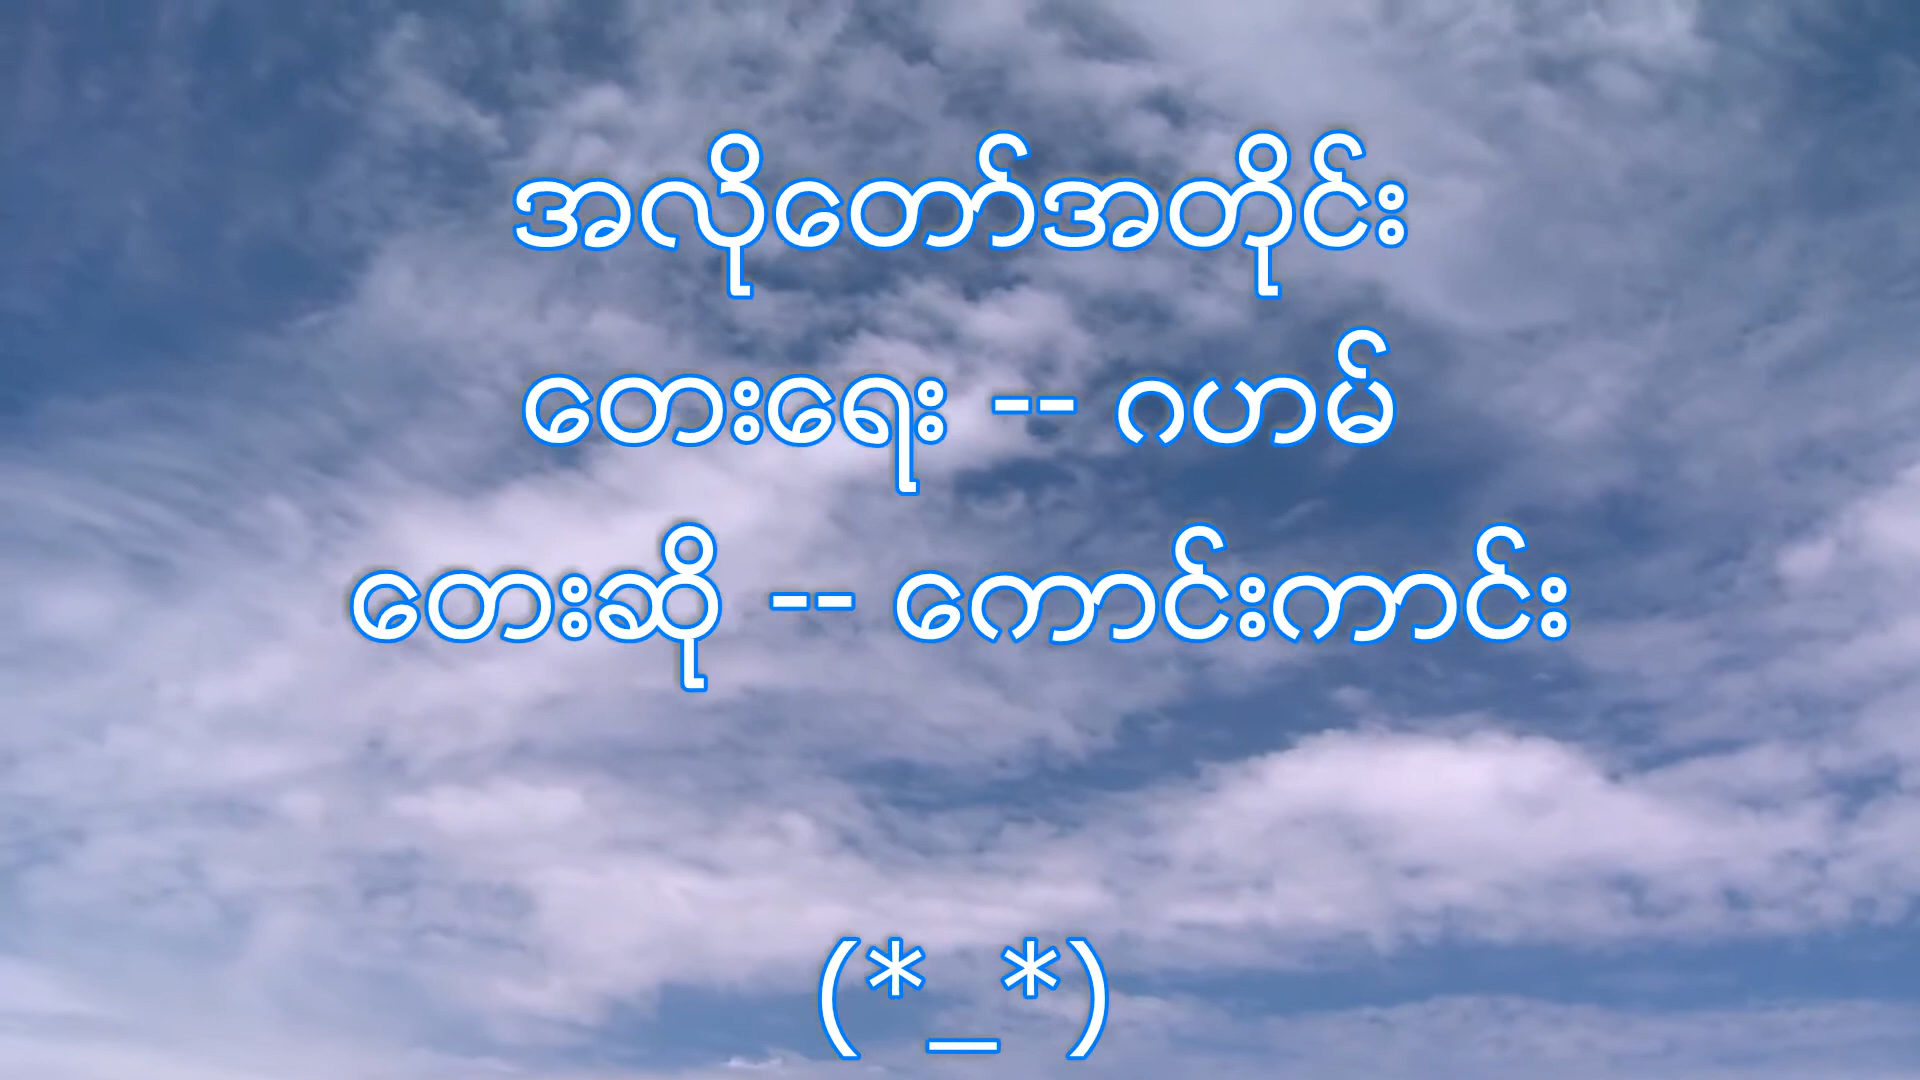 အလိုတော်အတိုင်း
တေးရေး -- ဂဟမ်
တေးဆို -- ကောင်းကာင်း
(*_*)